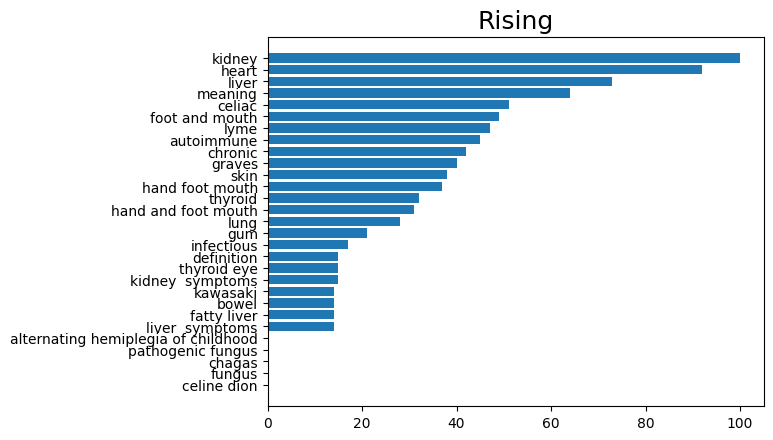 Rising
kidney
heart
liver
meaning
celiac
foot and mouth
lyme
autoimmune
chronic
graves
skin
hand foot mouth
thyroid
hand and foot mouth
lung
gum
infectious
definition
thyroid eye
kidney  symptoms
kawasaki
bowel
fatty liver
liver  symptoms
alternating hemiplegia of childhood
pathogenic fungus
chagas
fungus
celine dion
0 20 40 60 80 100